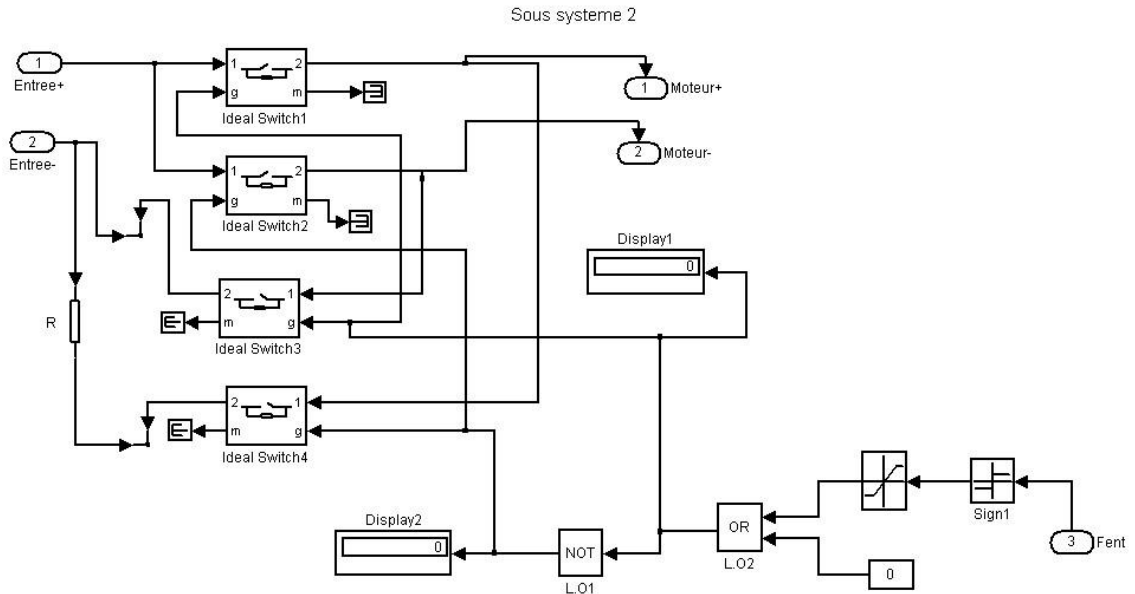 Sous systeme 2
1
Entree+
1 2
g m
Ideal Switch1
1
Moteur+
2
Entree-
1 2
g m
Ideal Switch2
2
Moteur-
Display1
0
2 1
m g
Ideal Switch3
R
2 1
m g
Ideal Switch4
Sign1
3
Fent
Display2
0
NOT
L.O1
OR
L.O2
0